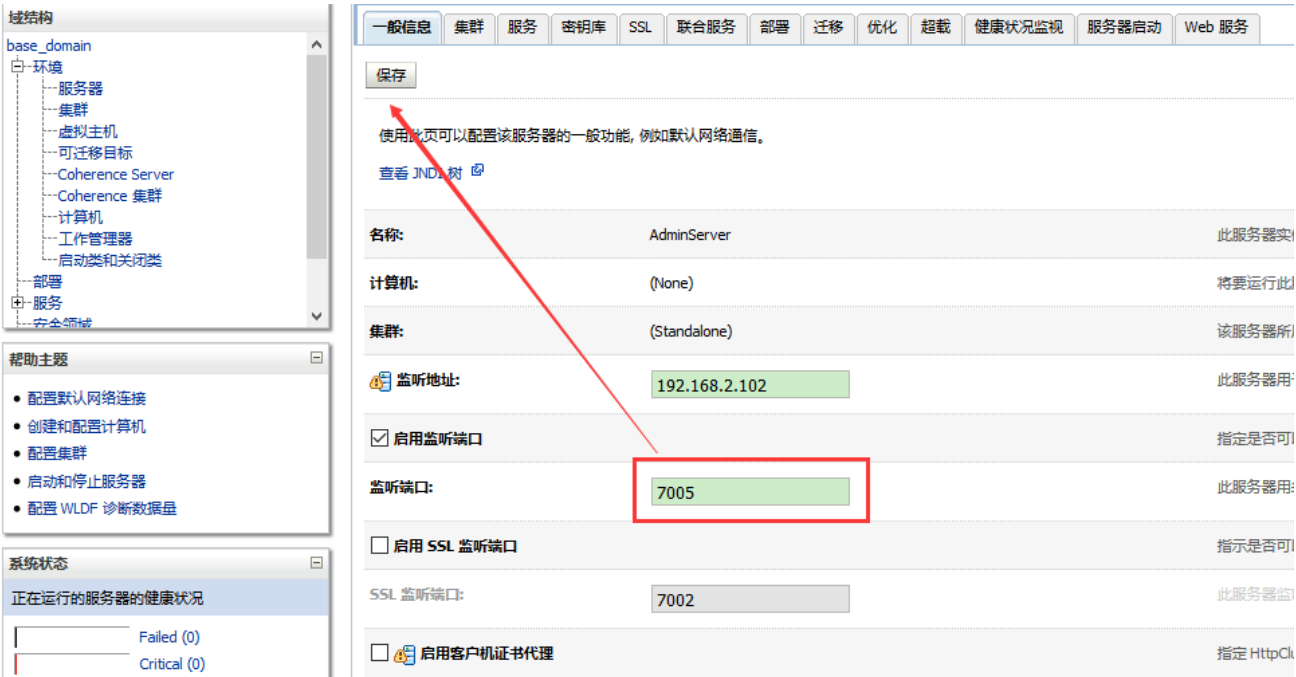 域结构
base_domain
环境
服务器
集群
虚拟主机
可迁移目标
Coherence Server
Coherence 集群
计算机
工作管理器
启动类和关闭类
部署
服务
安全领域
帮助主题
配置默认网络连接
创建和配置计算机
配置集群
启动和停止服务器
配置 WLDF 诊断数据量
系统状态
正在运行的服务器的健康状况
Failed (0)
Critical (0)
一般信息 集群 服务 密钥库 SSL 联合服务 部署 迁移 优化 超载 健康状况监视 服务器启动 Web 服务
保存
使用此页可以配置该服务器的一般功能, 例如默认网络通信。
查看 JNDI 树
名称: AdminServer 此服务器实
计算机: (None) 将要运行此
集群: (Standalone) 该服务器所
监听地址: 192.168.2.102 此服务器用
启用监听端口 指定是否可
监听端口: 7005 此服务器用
启用 SSL 监听端口 指示是否可
SSL 监听端口: 7002 此服务器监
启用客户机证书代理 指定 HttpClu